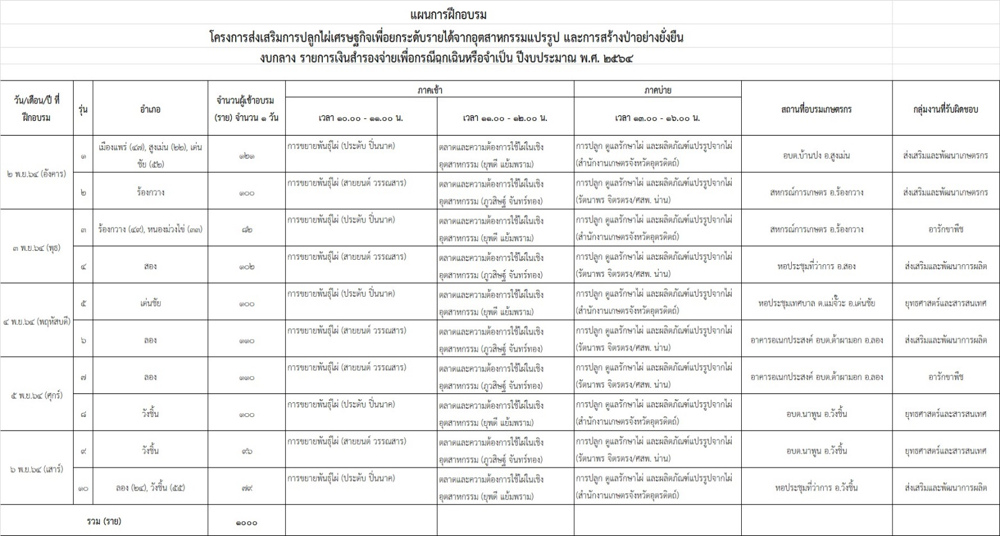 แผนการฝึกอบรม
โครงการส่งเสริมการปลูกไผ่เศรษฐกิจเพื่อยกระดับรายได้จากอุตสาหกรรมแปรรูป และการสร้างป่าอย่างยั่งยืน
งบกลาง รายการเงินสำรองจ่ายเพื่อกรณีฉุกเฉินหรือจำเป็น ปีงบประมาณ พ.ศ. ๒๕๖๔
วัน/เดือน/ปี ที่
ฝึกอบรม
รุ่น
อำเภอ
จำนวนผู้เข้าอบรม
(ราย) จำนวน ๑ วัน
ภาคเช้า
เวลา ๑๐.๐๐ - ๑๑.๐๐ น.
เวลา ๑๑.๐๐ - ๑๒.๐๐ น.
ภาคบ่าย
เวลา ๑๓.๐๐ - ๑๖.๐๐ น.
สถานที่อบรมเกษตรกร
กลุ่มงานที่รับผิดชอบ
๒ พ.ย.๖๔ (อังคาร)
๑
เมืองแพร่ (๔๗), สูงเม่น (๒๒), เด่น
ชัย (๕๒)
๑๒๑
การขยายพันธุ์ไผ่ (ประดับ ปิ่นนาค)
ตลาดและความต้องการใช้ไผ่ในเชิง
อุตสาหกรรม (ยุพดี แย้มพราม)
การปลูก ดูแลรักษาไผ่ และผลิตภัณฑ์แปรรูปจากไผ่
(สำนักงานเกษตรจังหวัดอุตรดิตถ์)
อบต.บ้านปง อ.สูงเม่น
ส่งเสริมและพัฒนาเกษตรกร
๒
ร้องกวาง
๑๐๐
การขยายพันธุ์ไผ่ (สายยนต์ วรรณสาร)
ตลาดและความต้องการใช้ไผ่ในเชิง
อุตสาหกรรม (ภูวสิษฐ์ จันทร์ทอง)
การปลูก ดูแลรักษาไผ่ และผลิตภัณฑ์แปรรูปจากไผ่
(รัตนาพร จิตรตรง/ศสพ. น่าน)
สหกรณ์การเกษตร อ.ร้องกวาง
ส่งเสริมและพัฒนาเกษตรกร
๓ พ.ย.๖๔ (พุธ)
๓
ร้องกวาง (๔๙), หนองม่วงไข่ (๓๓)
๘๒
การขยายพันธุ์ไผ่ (ประดับ ปิ่นนาค)
ตลาดและความต้องการใช้ไผ่ในเชิง
อุตสาหกรรม (ยุพดี แย้มพราม)
การปลูก ดูแลรักษาไผ่ และผลิตภัณฑ์แปรรูปจากไผ่
(สำนักงานเกษตรจังหวัดอุตรดิตถ์)
สหกรณ์การเกษตร อ.ร้องกวาง
อารักขาพืช
๔
สอง
๑๐๒
การขยายพันธุ์ไผ่ (สายยนต์ วรรณสาร)
ตลาดและความต้องการใช้ไผ่ในเชิง
อุตสาหกรรม (ภูวสิษฐ์ จันทร์ทอง)
การปลูก ดูแลรักษาไผ่ และผลิตภัณฑ์แปรรูปจากไผ่
(รัตนาพร จิตรตรง/ศสพ. น่าน)
หอประชุมที่ว่าการ อ.สอง
ส่งเสริมและพัฒนาการผลิต
๔ พ.ย.๖๔ (พฤหัสบดี)
๕
เด่นชัย
๑๐๐
การขยายพันธุ์ไผ่ (ประดับ ปิ่นนาค)
ตลาดและความต้องการใช้ไผ่ในเชิง
อุตสาหกรรม (ยุพดี แย้มพราม)
การปลูก ดูแลรักษาไผ่ และผลิตภัณฑ์แปรรูปจากไผ่
(สำนักงานเกษตรจังหวัดอุตรดิตถ์)
หอประชุมเทศบาล ต.แม่จั๊วะ อ.เด่นชัย
ยุทธศาสตร์และสารสนเทศ
๖
ลอง
๑๑๐
การขยายพันธุ์ไผ่ (สายยนต์ วรรณสาร)
ตลาดและความต้องการใช้ไผ่ในเชิง
อุตสาหกรรม (ภูวสิษฐ์ จันทร์ทอง)
การปลูก ดูแลรักษาไผ่ และผลิตภัณฑ์แปรรูปจากไผ่
(รัตนาพร จิตรตรง/ศสพ. น่าน)
อาคารอเนกประสงค์ อบต.ต้าผามอก อ.ลอง
ส่งเสริมและพัฒนาการผลิต
๕ พ.ย.๖๔ (ศุกร์)
๗
ลอง
๑๑๐
การขยายพันธุ์ไผ่ (สายยนต์ วรรณสาร)
ตลาดและความต้องการใช้ไผ่ในเชิง
อุตสาหกรรม (ภูวสิษฐ์ จันทร์ทอง)
การปลูก ดูแลรักษาไผ่ และผลิตภัณฑ์แปรรูปจากไผ่
(รัตนาพร จิตรตรง/ศสพ. น่าน)
อาคารอเนกประสงค์ อบต.ต้าผามอก อ.ลอง
อารักขาพืช
๘
วังชิ้น
๑๐๐
การขยายพันธุ์ไผ่ (ประดับ ปิ่นนาค)
ตลาดและความต้องการใช้ไผ่ในเชิง
อุตสาหกรรม (ยุพดี แย้มพราม)
การปลูก ดูแลรักษาไผ่ และผลิตภัณฑ์แปรรูปจากไผ่
(สำนักงานเกษตรจังหวัดอุตรดิตถ์)
อบต.นาพูน อ.วังชิ้น
ยุทธศาสตร์และสารสนเทศ
๖ พ.ย.๖๔ (เสาร์)
๙
วังชิ้น
๙๖
การขยายพันธุ์ไผ่ (สายยนต์ วรรณสาร)
ตลาดและความต้องการใช้ไผ่ในเชิง
อุตสาหกรรม (ภูวสิษฐ์ จันทร์ทอง)
การปลูก ดูแลรักษาไผ่ และผลิตภัณฑ์แปรรูปจากไผ่
(รัตนาพร จิตรตรง/ศสพ. น่าน)
อบต.นาพูน อ.วังชิ้น
ยุทธศาสตร์และสารสนเทศ
๑๐
ลอง (๒๔), วังชิ้น (๕๕)
๗๙
การขยายพันธุ์ไผ่ (ประดับ ปิ่นนาค)
ตลาดและความต้องการใช้ไผ่ในเชิง
อุตสาหกรรม (ยุพดี แย้มพราม)
การปลูก ดูแลรักษาไผ่ และผลิตภัณฑ์แปรรูปจากไผ่
(สำนักงานเกษตรจังหวัดอุตรดิตถ์)
หอประชุมที่ว่าการ อ.วังชิ้น
ส่งเสริมและพัฒนาการผลิต
รวม (ราย)
๑๐๐๐